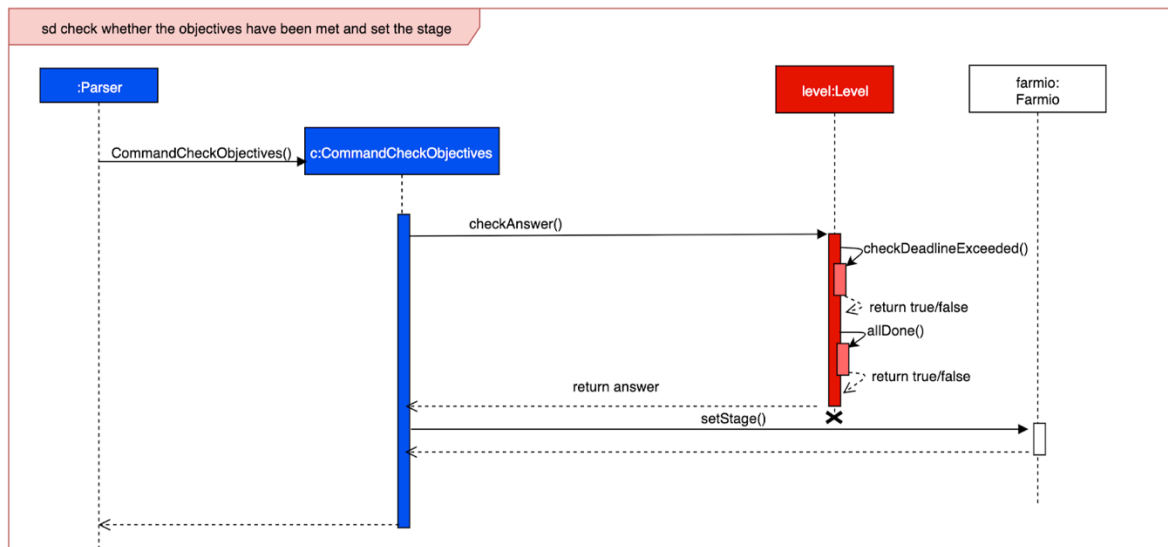 sd check whether the objectives have been met and set the stage
:Parser
level:Level
farmio:
Farmio
CommandCheckObjectives()
c:CommandCheckObjectives
checkAnswer()
checkDeadlineExceeded()
return true/false
allDone()
return true/false
return answer
setStage()